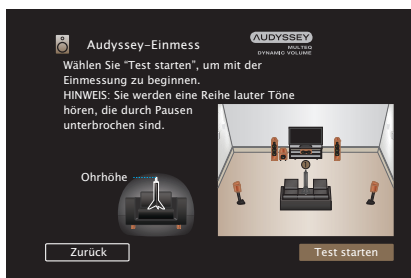 Audyssey-Einmess
AUDYSSEY
MULTEQ
DYNAMIC VOLUME
Wählen Sie “Test starten”, um mit der
Einmessung zu beginnen.
HINWEIS: Sie werden eine Reihe lauter Töne
hören, die durch Pausen
unterbrochen sind.
Ohrhöhe
Zurück
Test starten